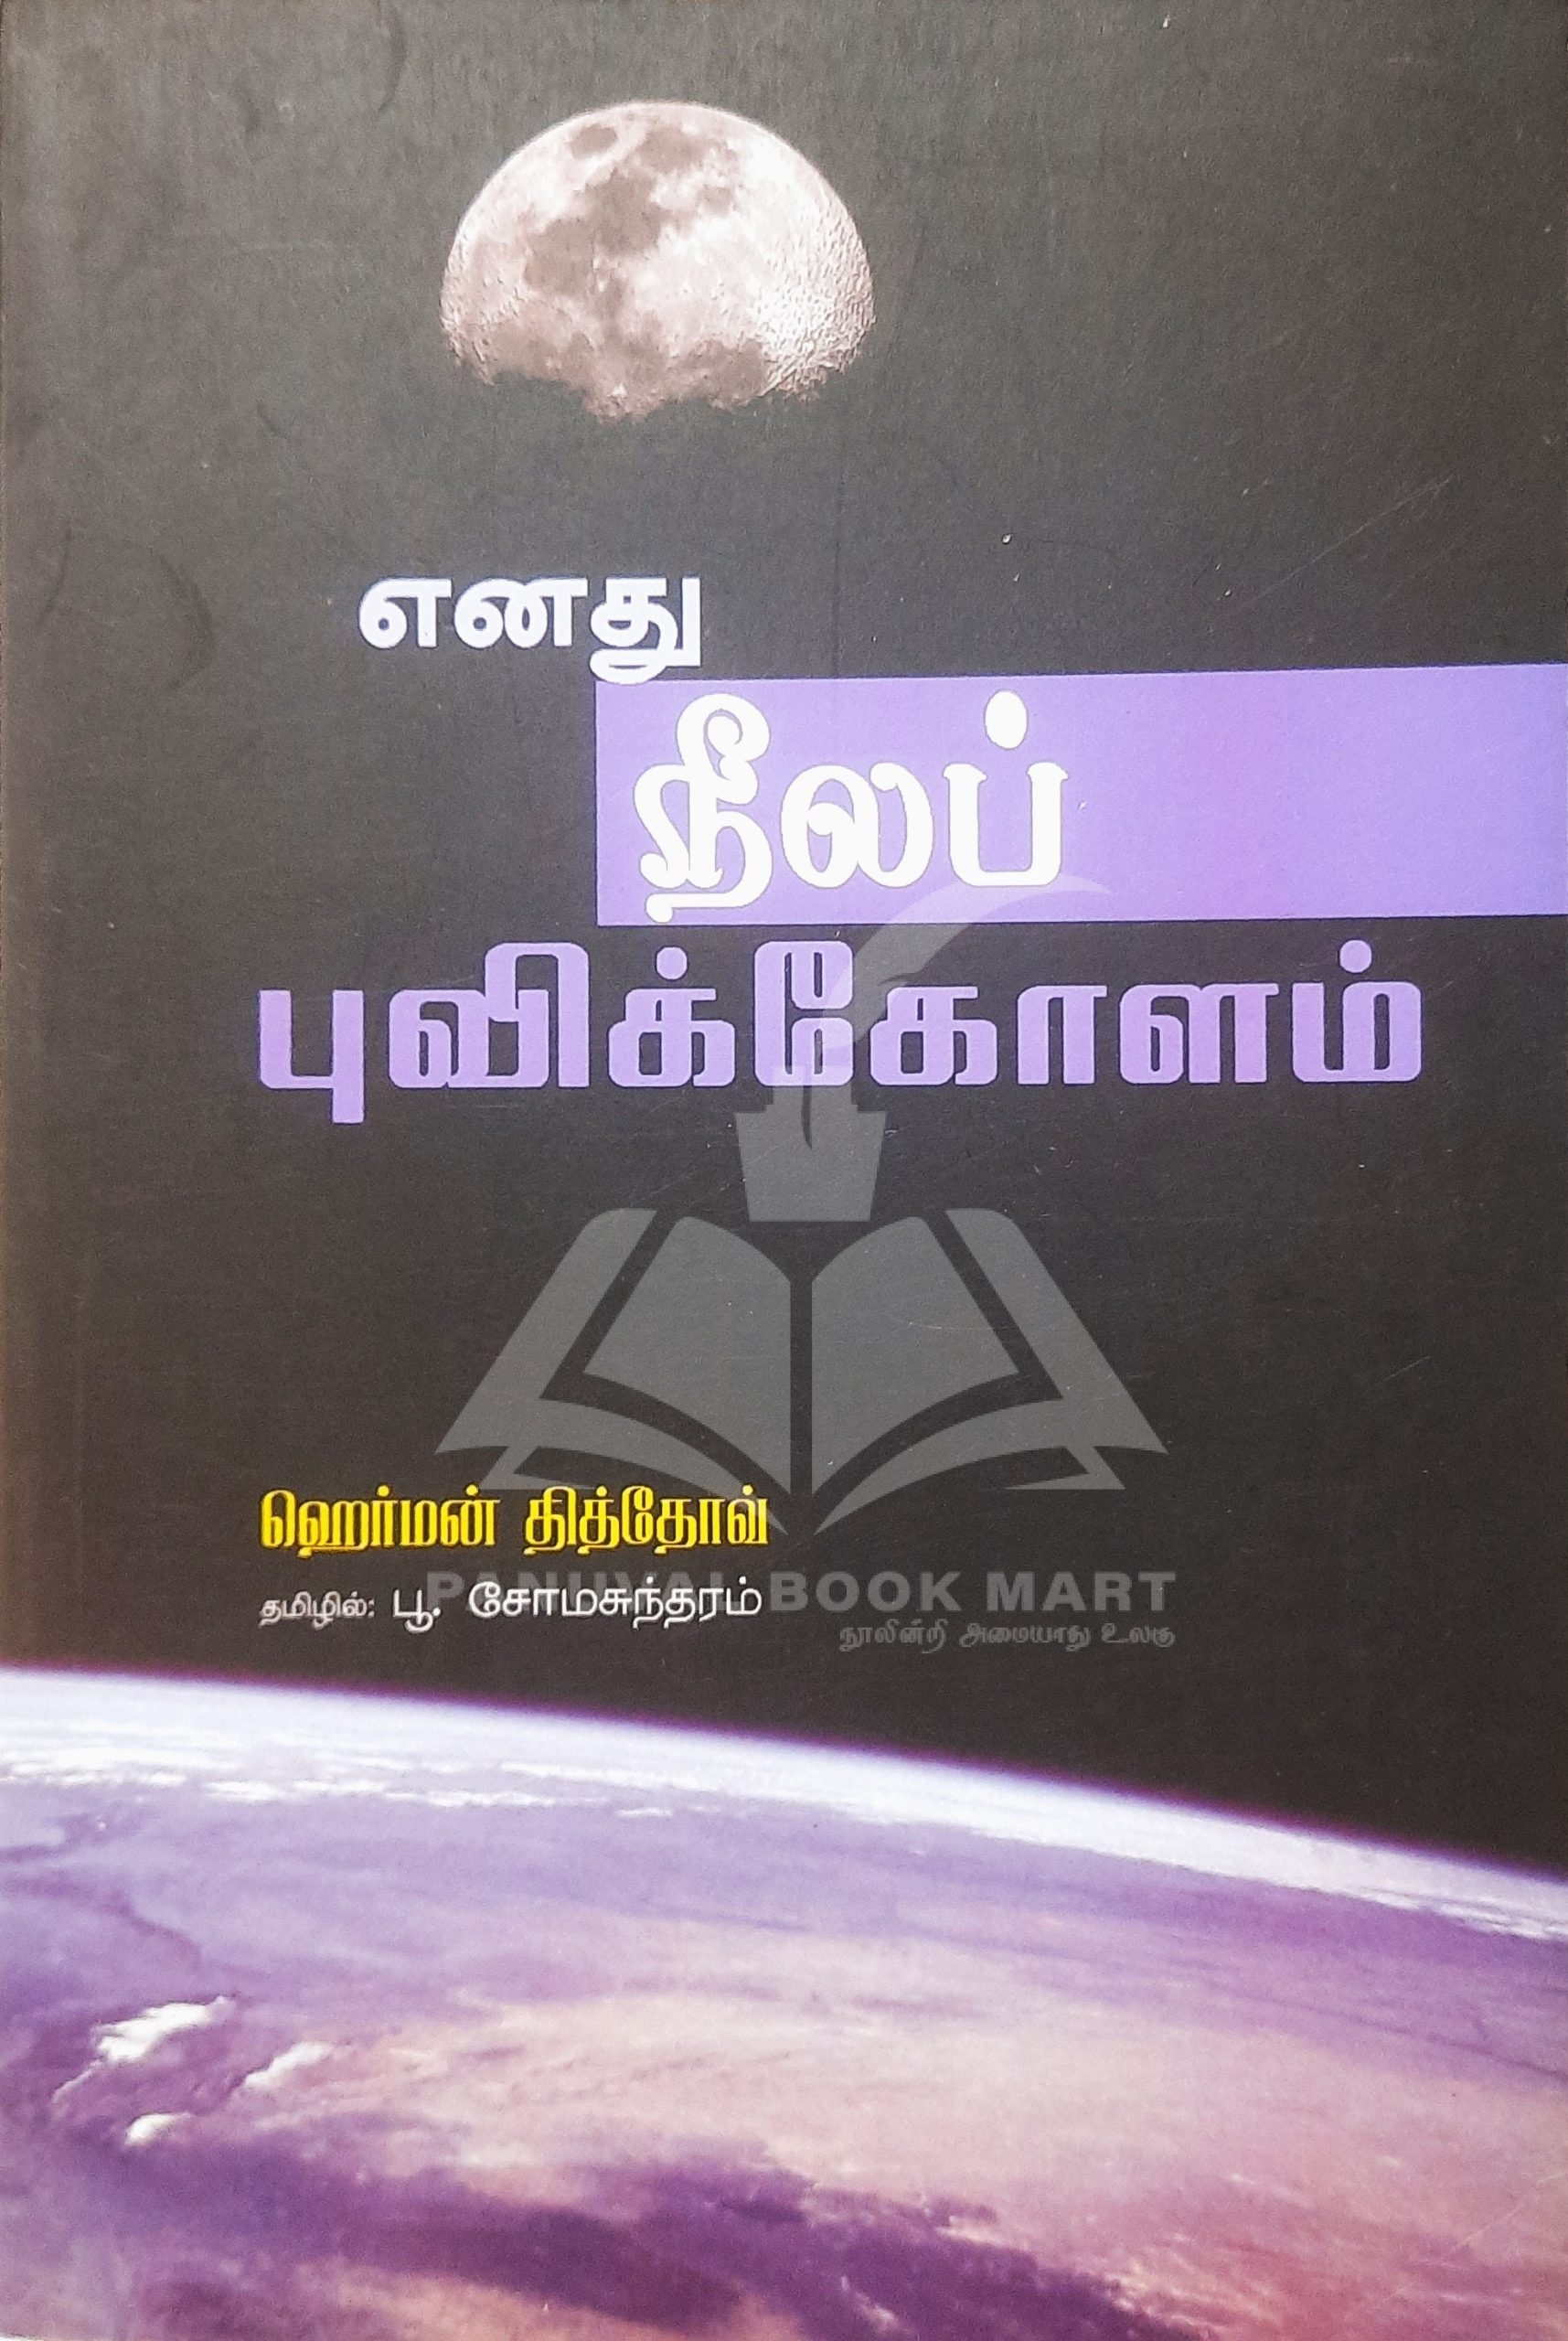 எனது
நீலப்
புவிக்கோளம்
ஹெர்மன் தித்தோவ்
தமிழில்: பூ. சோமசுந்தரம்
PANUVAL BOOK MART
நூலின்றி அமையாது உலகு